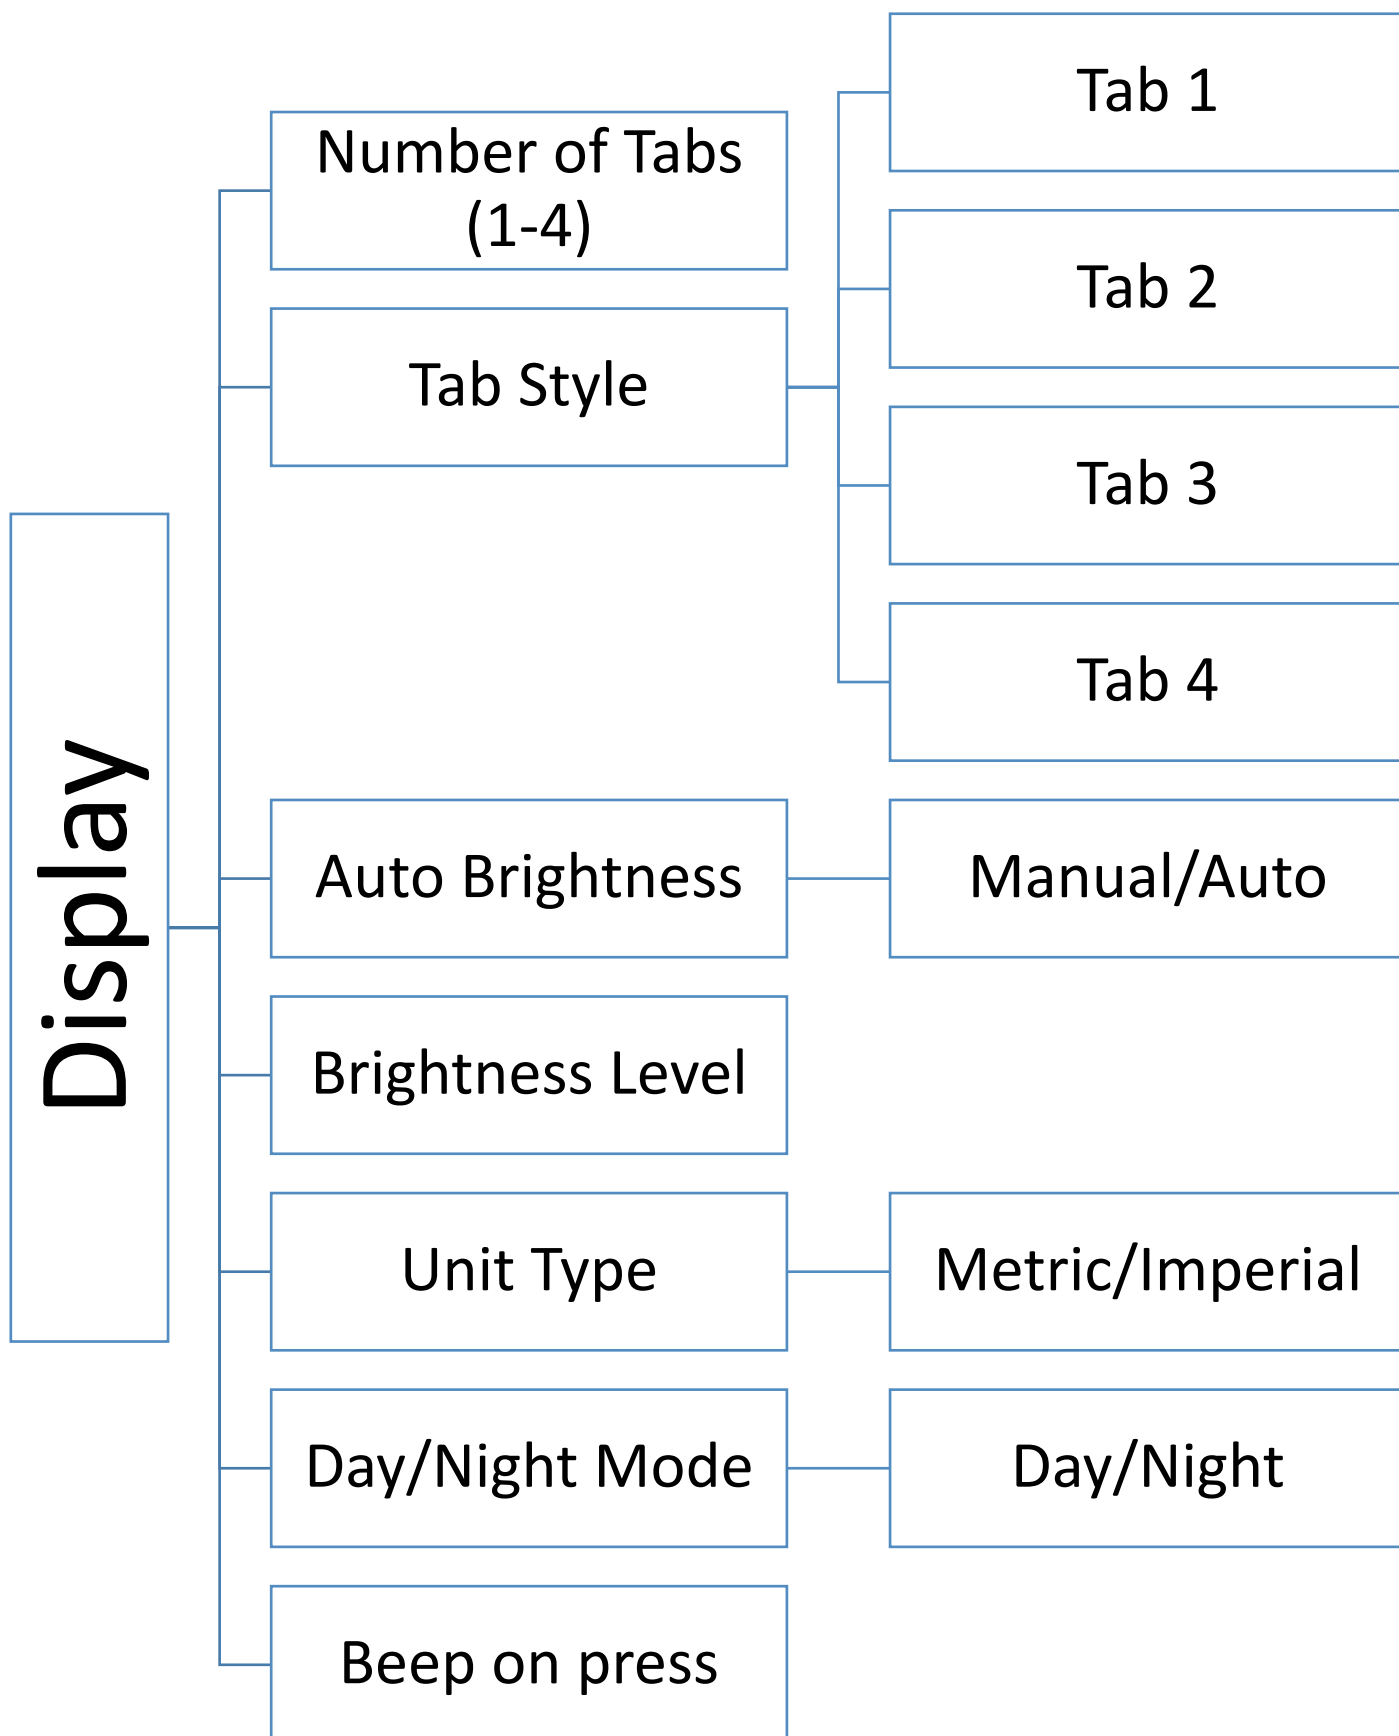 Display
Number of Tabs
(1-4)
Tab Style
Tab 1
Tab 2
Tab 3
Tab 4
Auto Brightness
Manual/Auto
Brightness Level
Unit Type
Metric/Imperial
Day/Night Mode
Day/Night
Beep on press